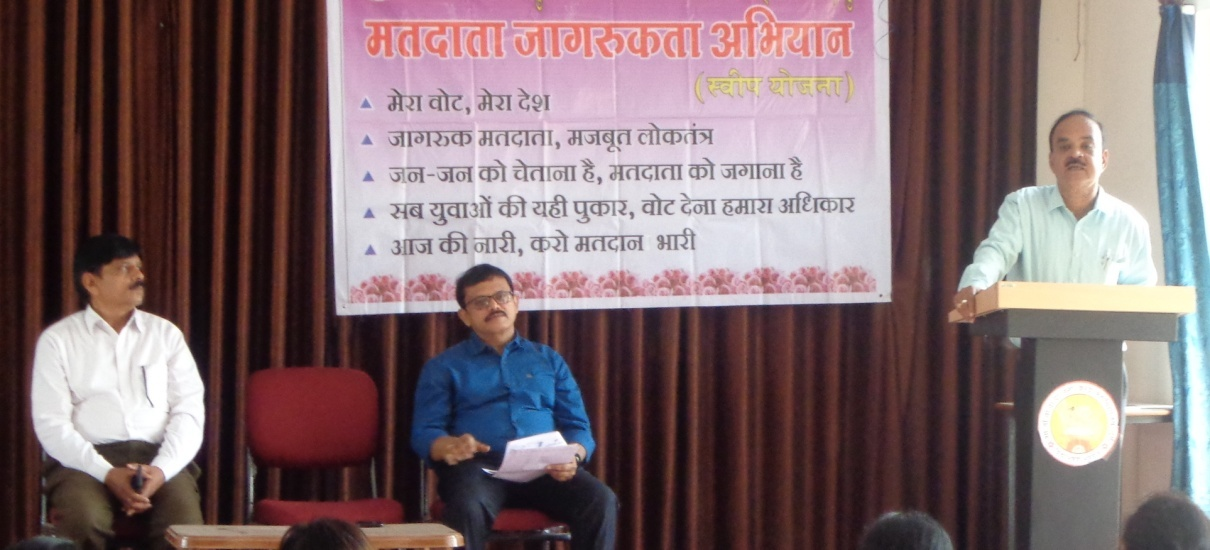 मतदाता जागरुकता अभियान
(स्वीप योजना)
मेरा वोट, मेरा देश
जागरुक मतदाता, मजबूत लोकतंत्र
जन-जन को चेताना है, मतदाता को जगाना है
सब युवाओं की यही पुकार, वोट देना हमारा अधिकार
आज की नारी, करो मतदान भारी